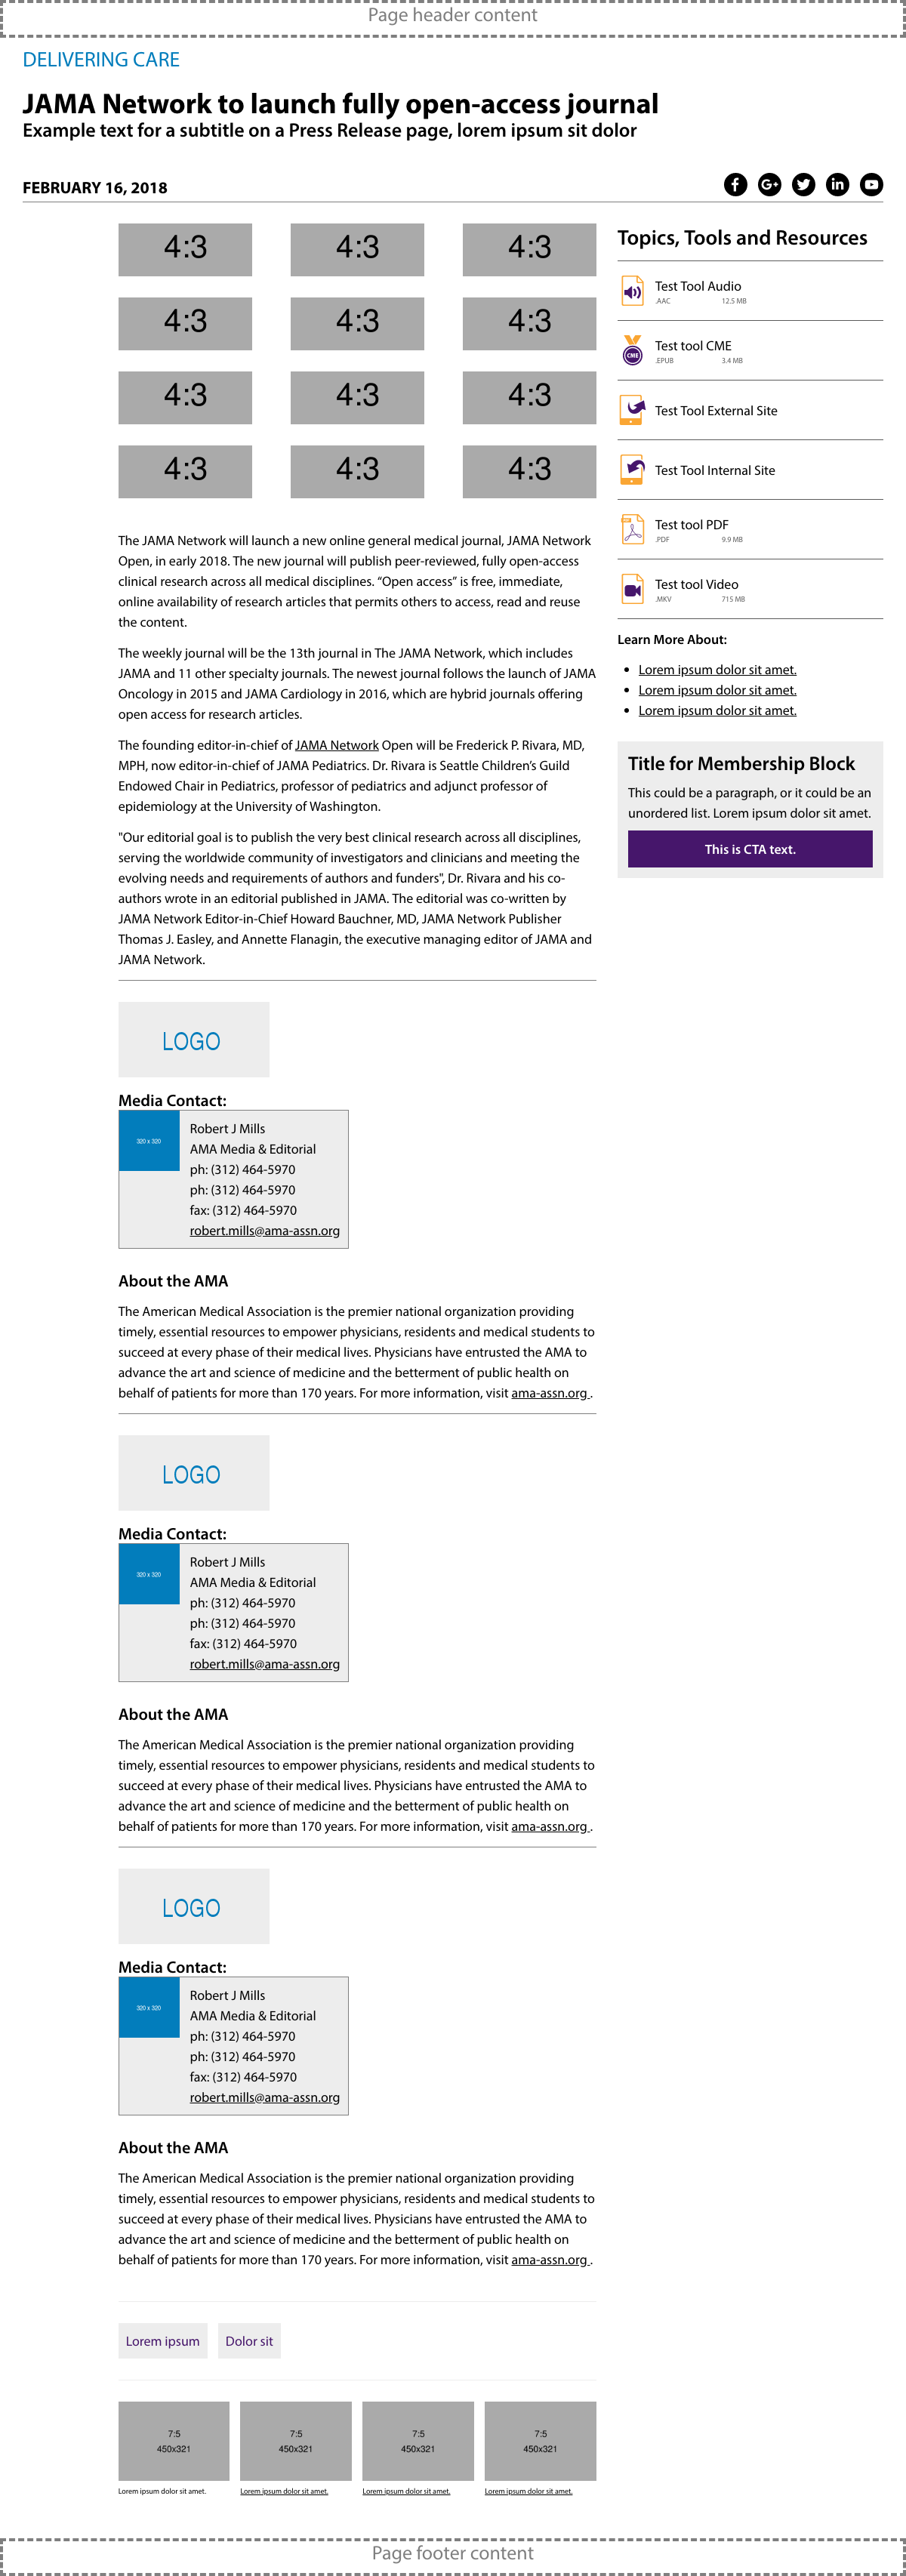 Page header content
DELIVERING CARE
JAMA Network to launch fully open-access journal
Example text for a subtitle on a Press Release page, lorem ipsum sit dolor
FEBRUARY 16, 2018
4:3 4:3 4:3
4:3 4:3 4:3
4:3 4:3 4:3
4:3 4:3 4:3
The JAMA Network will launch a new online general medical journal, JAMA Network
Open, in early 2018. The new journal will publish peer-reviewed, fully open-access
clinical research across all medical disciplines. “Open access” is free, immediate,
online availability of research articles that permits others to access, read and reuse
the content.
The weekly journal will be the 13th journal in The JAMA Network, which includes
JAMA and 11 other specialty journals. The newest journal follows the launch of JAMA
Oncology in 2015 and JAMA Cardiology in 2016, which are hybrid journals offering
open access for research articles.
The founding editor-in-chief of JAMA Network Open will be Frederick P. Rivara, MD,
MPH, now editor-in-chief of JAMA Pediatrics. Dr. Rivara is Seattle Children’s Guild
Endowed Chair in Pediatrics, professor of pediatrics and adjunct professor of
epidemiology at the University of Washington.
"Our editorial goal is to publish the very best clinical research across all disciplines,
serving the worldwide community of investigators and clinicians and meeting the
evolving needs and requirements of authors and funders", Dr. Rivara and his co-
authors wrote in an editorial published in JAMA. The editorial was co-written by
JAMA Network Editor-in-Chief Howard Bauchner, MD, JAMA Network Publisher
Thomas J. Easley, and Annette Flanagin, the executive managing editor of JAMA and
JAMA Network.
LOGO
Media Contact:
320 x 320
Robert J Mills
AMA Media & Editorial
ph: (312) 464-5970
ph: (312) 464-5970
fax: (312) 464-5970
robert.mills@ama-assn.org
About the AMA
The American Medical Association is the premier national organization providing
timely, essential resources to empower physicians, residents and medical students to
succeed at every phase of their medical lives. Physicians have entrusted the AMA to
advance the art and science of medicine and the betterment of public health on
behalf of patients for more than 170 years. For more information, visit ama-assn.org .
LOGO
Media Contact:
320 x 320
Robert J Mills
AMA Media & Editorial
ph: (312) 464-5970
ph: (312) 464-5970
fax: (312) 464-5970
robert.mills@ama-assn.org
About the AMA
The American Medical Association is the premier national organization providing
timely, essential resources to empower physicians, residents and medical students to
succeed at every phase of their medical lives. Physicians have entrusted the AMA to
advance the art and science of medicine and the betterment of public health on
behalf of patients for more than 170 years. For more information, visit ama-assn.org .
LOGO
Media Contact:
320 x 320
Robert J Mills
AMA Media & Editorial
ph: (312) 464-5970
ph: (312) 464-5970
fax: (312) 464-5970
robert.mills@ama-assn.org
About the AMA
The American Medical Association is the premier national organization providing
timely, essential resources to empower physicians, residents and medical students to
succeed at every phase of their medical lives. Physicians have entrusted the AMA to
advance the art and science of medicine and the betterment of public health on
behalf of patients for more than 170 years. For more information, visit ama-assn.org .
Lorem ipsum Dolor sit
7:5 7:5 7:5 7:5
450x321 450x321 450x321 450x321
Lorem ipsum dolor sit amet. Lorem ipsum dolor sit amet. Lorem ipsum dolor sit amet. Lorem ipsum dolor sit amet.
Topics, Tools and Resources
Test Tool Audio
.AAC 12.5 MB
CME
Test tool CME
.EPUB 3.4 MB
Test Tool External Site
Test Tool Internal Site
Test tool PDF
.PDF 9.9 MB
Test tool Video
.MKV 715 MB
Learn More About:
Lorem ipsum dolor sit amet.
Lorem ipsum dolor sit amet.
Lorem ipsum dolor sit amet.
Title for Membership Block
This could be a paragraph, or it could be an
unordered list. Lorem ipsum dolor sit amet.
This is CTA text.
Page footer content